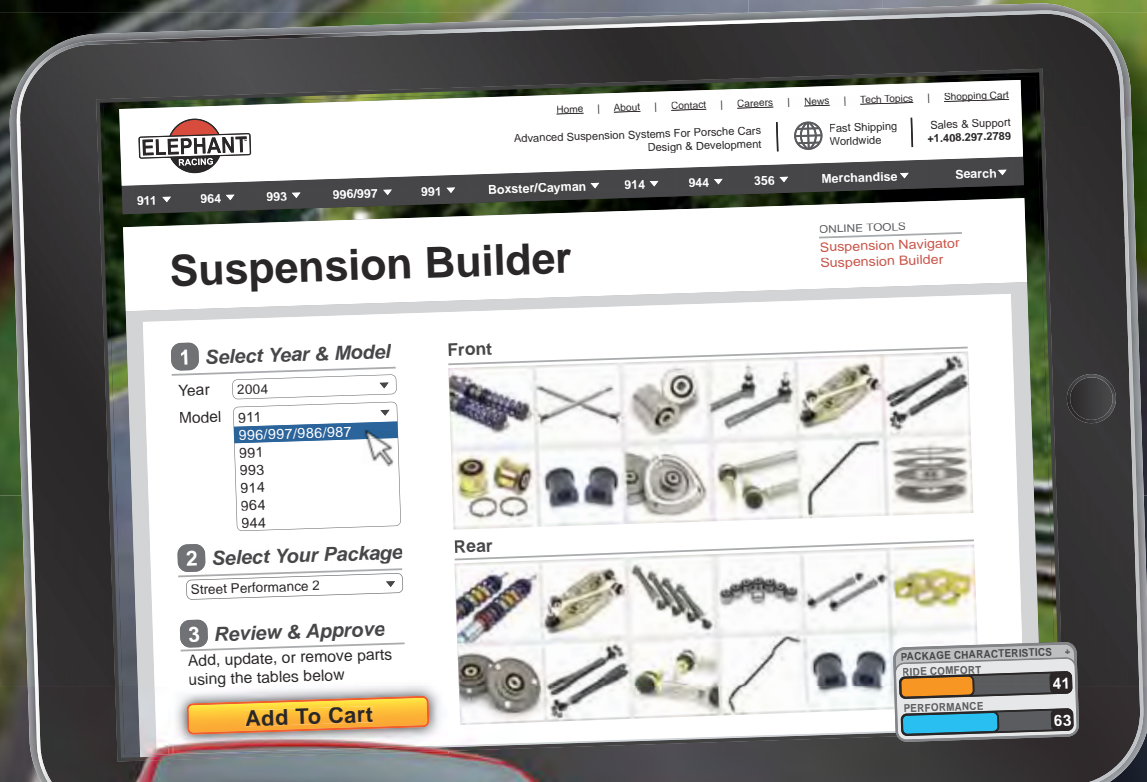 Home | About | Contact | Careers | News | Tech Topics | Shopping Cart
ELEPHANT
RACING
Advanced Suspension Systems For Porsche Cars
Design & Development
Fast Shipping
Worldwide
Sales & Support
+1.408.297.2789
911 964 993 996/997 991 Boxster/Cayman 914 944 356 Merchandise Search
Suspension Builder
ONLINE TOOLS
Suspension Navigator
Suspension Builder
1 Select Year & Model
Year 2004
Model 911
996/997/986/987
991
993
914
964
944
2 Select Your Package
Street Performance 2
3 Review & Approve
Add, update, or remove parts
using the tables below
Add To Cart
Front
Rear
PACKAGE CHARACTERISTICS +
RIDE COMFORT
41
PERFORMANCE
63